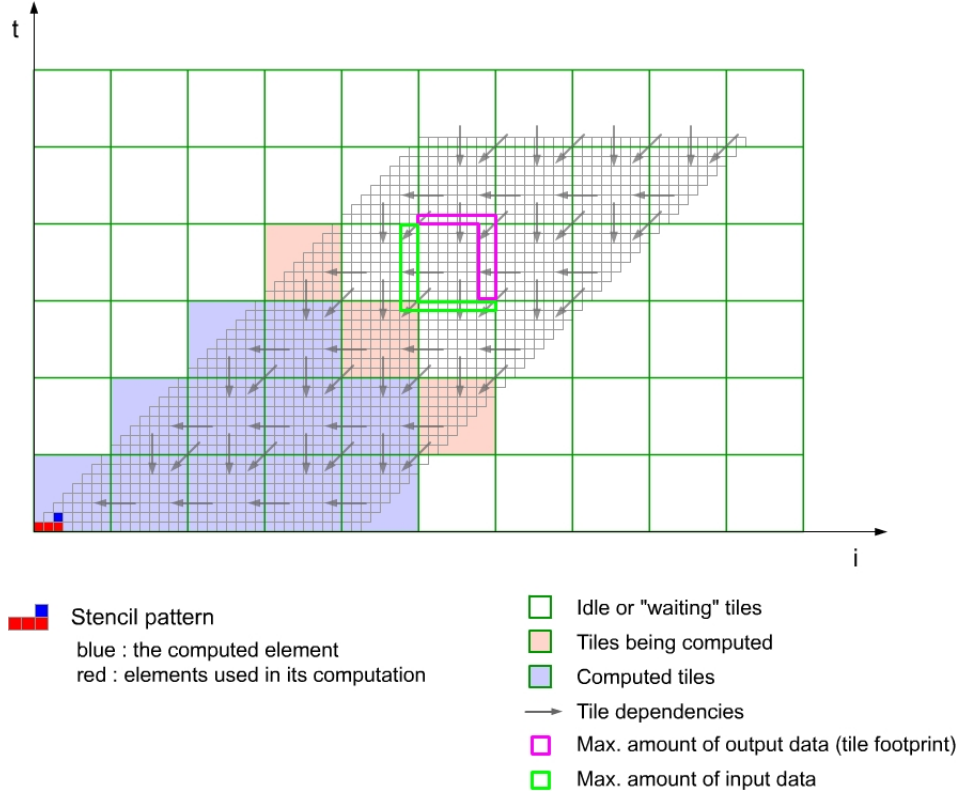 t
i
Stencil pattern
blue : the computed element
red : elements used in its computation
Idle or "waiting" tiles
Tiles being computed
Computed tiles
Tile dependencies
Max. amount of output data (tile footprint)
Max. amount of input data